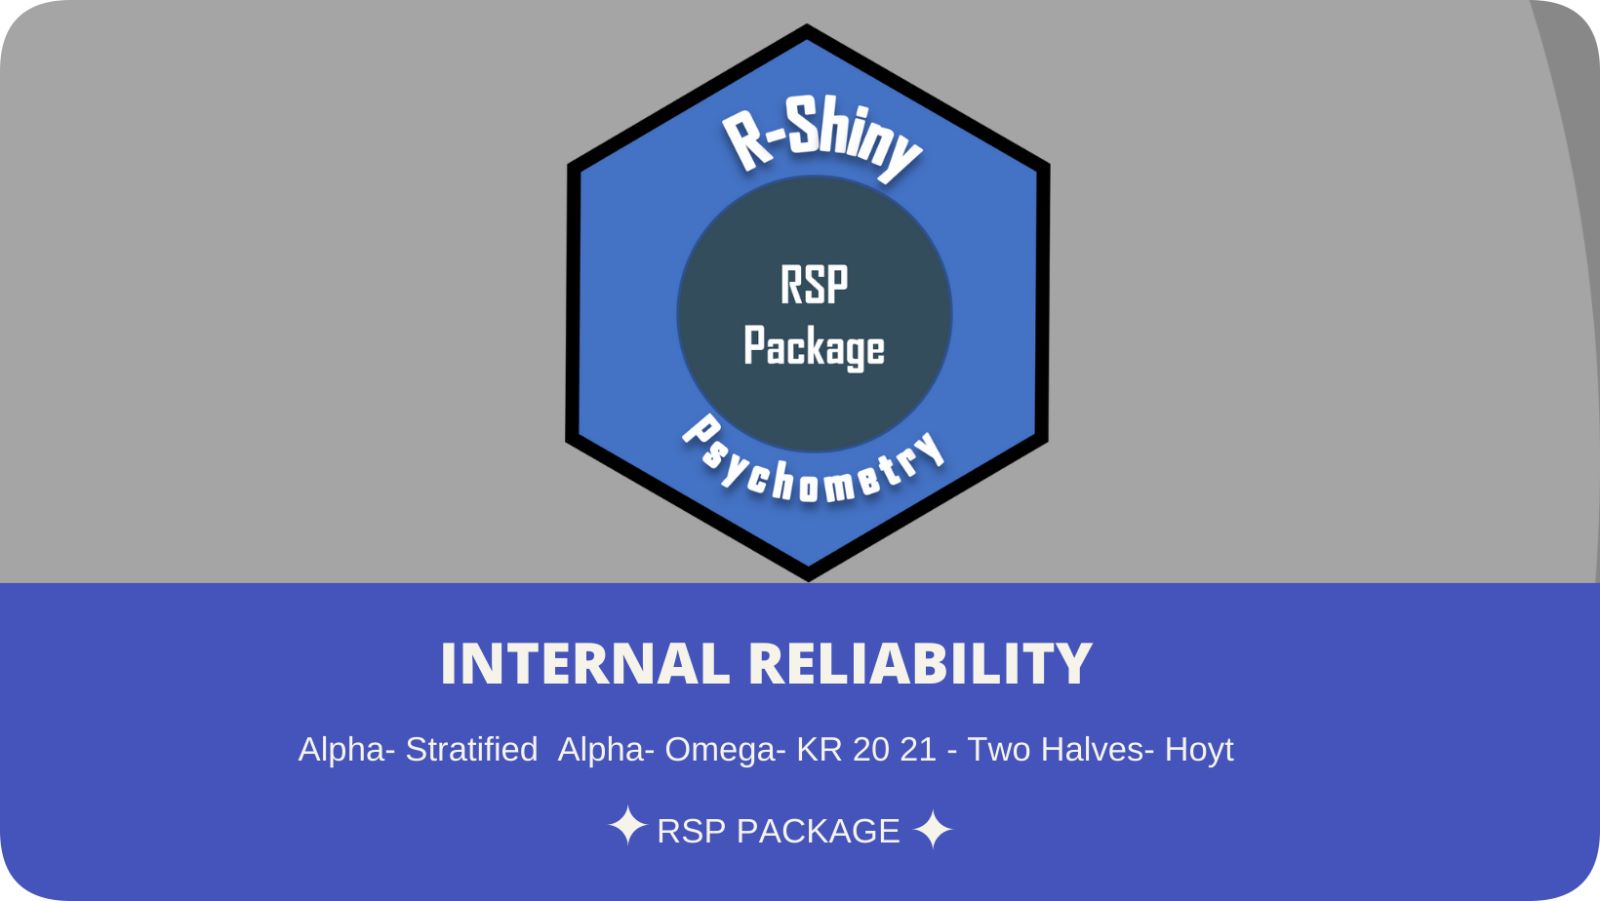 R-Shiny
RSP
Package
Psychometry
INTERNAL RELIABILITY
Alpha- Stratified  Alpha- Omega- KR 20 21 - Two Halves- Hoyt
RSP PACKAGE